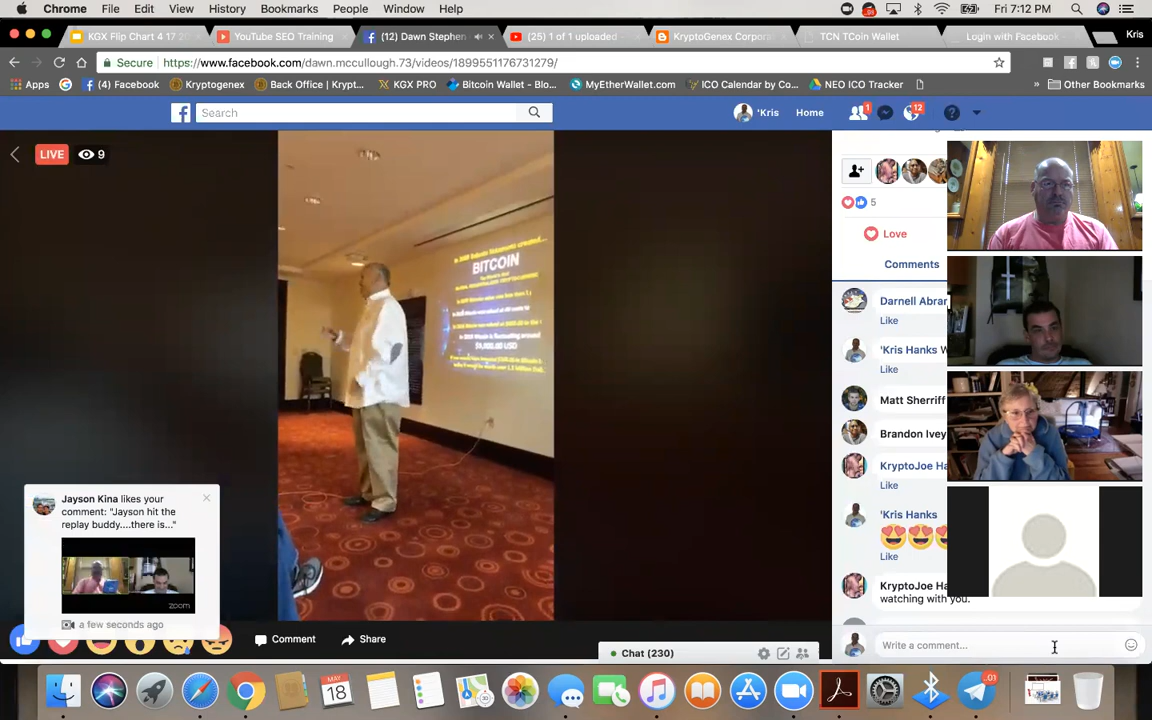 Chrome File Edit View History Bookmarks People Window Help
Fri 7:12 PM
KGX Flip Chart 4 17 20
YouTube SEO Training
(12) Dawn Stephen
(25) 1 of 1 uploaded
KryptoGenex Corpora
TCN TCoin Wallet
Login with Facebook
Kris
Secure https://www.facebook.com/dawn.mccullough.73/videos/1899551176731279/
Apps
(4) Facebook
Kryptogenex
Back Office | Krypt...
KGX PRO
Bitcoin Wallet - Blo...
MyEtherWallet.com
ICO Calendar by Co...
NEO ICO Tracker
» Other Bookmarks
Search
'Kris
Home
1
12
LIVE
9
BITCOIN
5
Love
Comments
Darnell Abrar
Like
'Kris Hanks W
Like
Matt Sherriff
Brandon Ivey
KryptoJoe Ha
Like
'Kris Hanks
Like
KryptoJoe Ha
watching with you.
Jayson Kina likes your
comment: "Jayson hit the
replay buddy....there is..."
zoom
a few seconds ago
Comment
Share
Chat (230)
Write a comment...
MAY
18